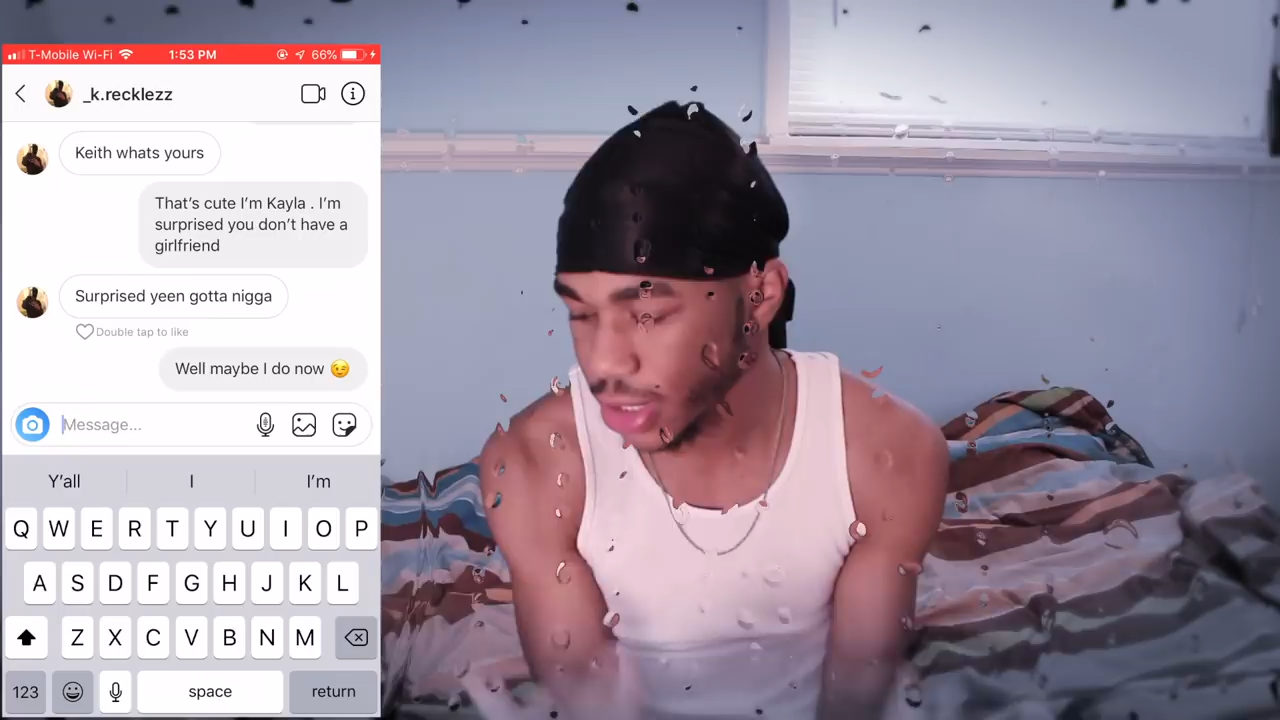 T-Mobile Wi-Fi 1:53 PM 66%
_k.recklezz
Keith whats yours
That's cute I'm Kayla . I'm
surprised you don't have a
girlfriend
Surprised yeen gotta nigga
Double tap to like
Well maybe I do now 😉
Message...
Y'all I I'm
Q W E R T Y U I O P
A S D F G H J K L
Z X C V B N M
123 space return